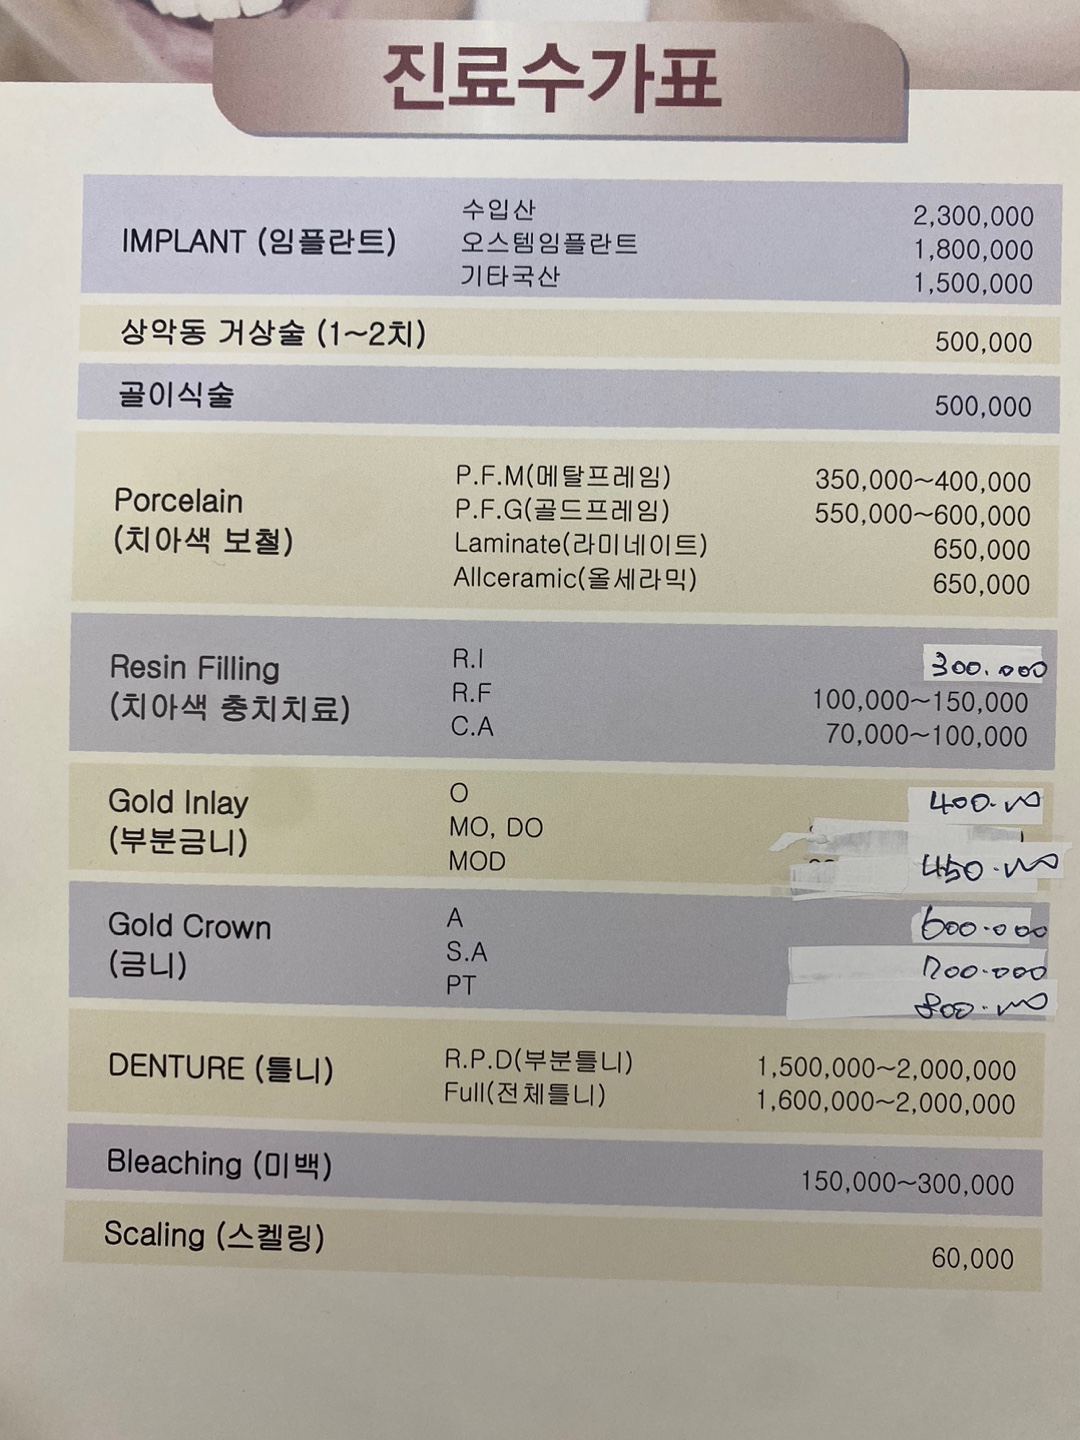 진료수가표
IMPLANT (임플란트)
수입산 2,300,000
오스템임플란트 1,800,000
기타국산 1,500,000
상악동 거상술 (1~2치) 500,000
골이식술 500,000
Porcelain
(치아색 보철)
P.F.M(메탈프레임) 350,000~400,000
P.F.G(골드프레임) 550,000~600,000
Laminate(라미네이트) 650,000
Allceramic(올세라믹) 650,000
Resin Filling
(치아색 충치치료)
R.I 300.000
R.F 100,000~150,000
C.A 70,000~100,000
Gold Inlay
(부분금니)
O 400.000
MO, DO
MOD 450.000
Gold Crown
(금니)
A 600.000
S.A 700.000
PT 800.000
DENTURE (틀니)
R.P.D(부분틀니) 1,500,000~2,000,000
Full(전체틀니) 1,600,000~2,000,000
Bleaching (미백) 150,000~300,000
Scaling (스켈링) 60,000